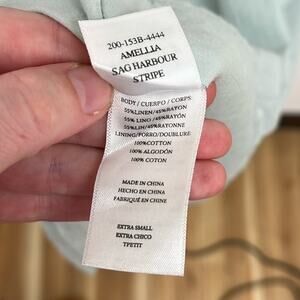 200-153B-4444
AMELLIA
SAG HARBOUR
STRIPE
BODY / CUERPO / CORPS:
55%LINEN/45%RAYON
55% LINO /45%RAYÓN
55%LIN/45%RAYONNE
LINING/FORRO/DOUBLURE
100%COTTON
100% ALGODÓN
100% COTON
MADE IN CHINA
HECHO EN CHINA
FABRIQUÉ EN CHINE
EXTRA SMALL
EXTRA CHICO
TPETIT